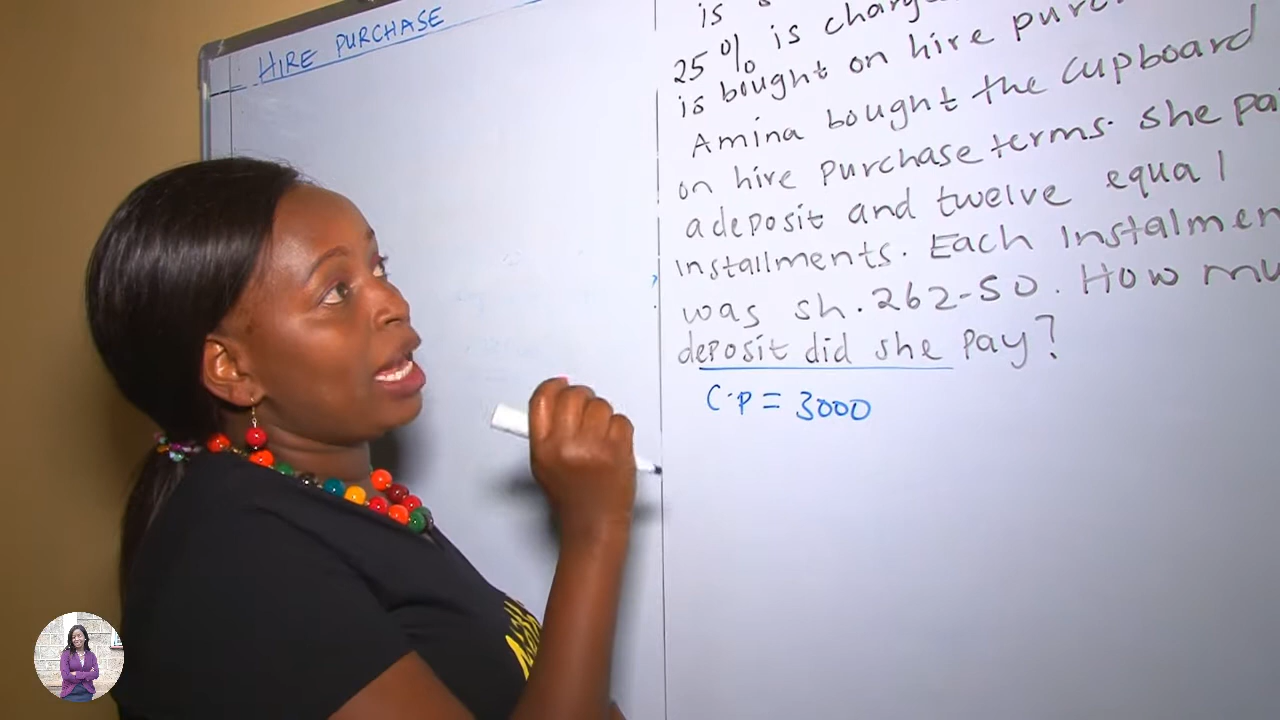 HIRE PURCHASE
is
25% is
is bought on hire
Amina bought the cupboard
on hire purchase terms. She
a deposit and twelve equal
installments. Each
was sh. 262-50. How
deposit did she pay?
C.P = 3000